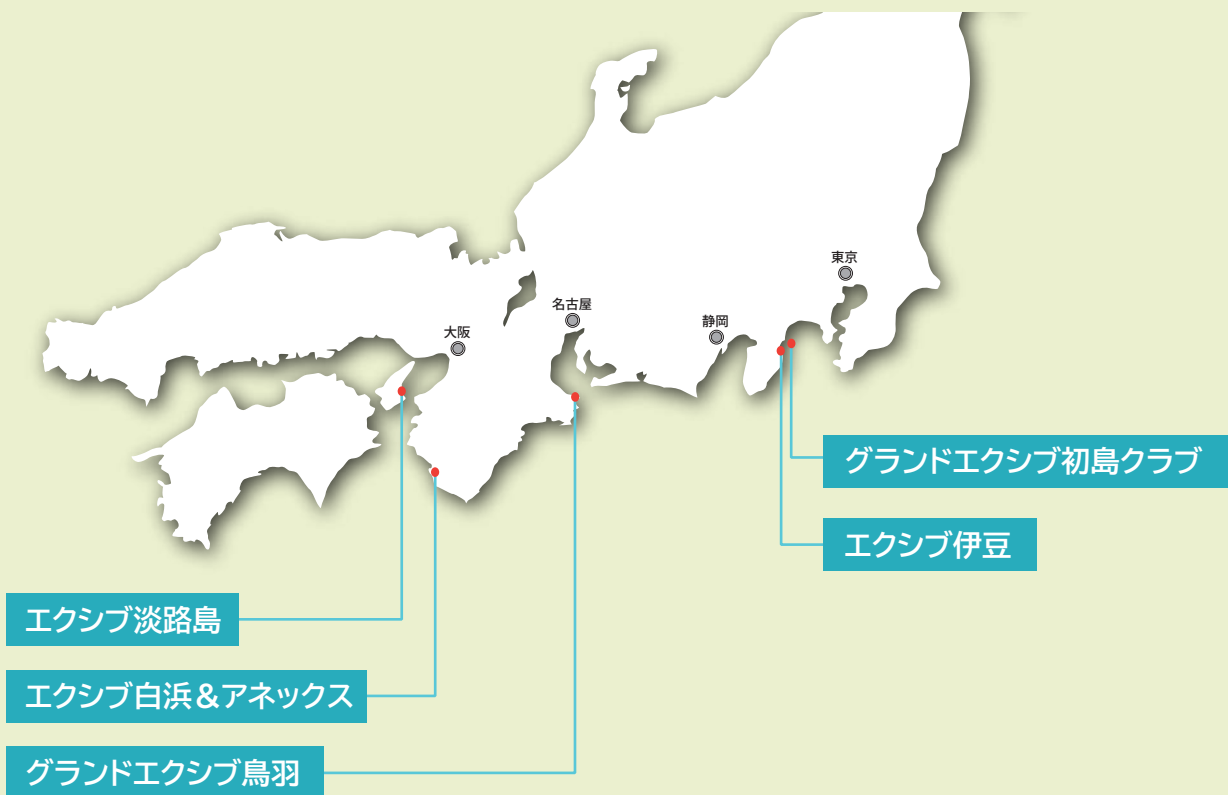 東京
名古屋
静岡
大阪
グランドエクシブ初島クラブ
エクシブ伊豆
エクシブ淡路島
エクシブ白浜&アネックス
グランドエクシブ鳥羽